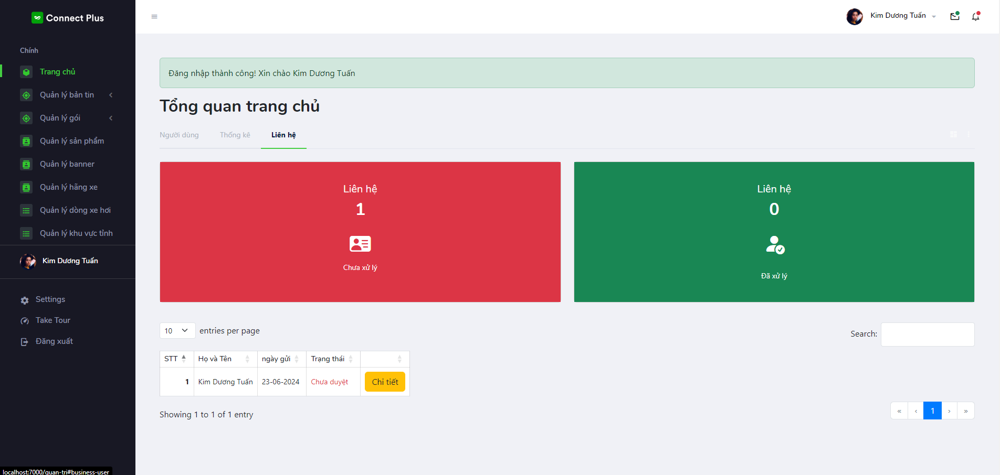 Connect Plus
Kim Dương Tuấn
Chính
Trang chủ
Quản lý bản tin
Quản lý gói
Quản lý sản phẩm
Quản lý banner
Quản lý hãng xe
Quản lý dòng xe hơi
Quản lý khu vực tỉnh
Kim Dương Tuấn
Settings
Take Tour
Đăng xuất
Đăng nhập thành công! Xin chào Kim Dương Tuấn
Tổng quan trang chủ
Người dùng Thống kê Liên hệ
Liên hệ
1
Chưa xử lý
Liên hệ
0
Đã xử lý
10 entries per page
Search:
STT Họ và Tên ngày gửi Trạng thái
1 Kim Dương Tuấn 23-06-2024 Chưa duyệt Chi tiết
Showing 1 to 1 of 1 entry
« ‹ 1 › »
localhost:7000/quan-tri#business-user